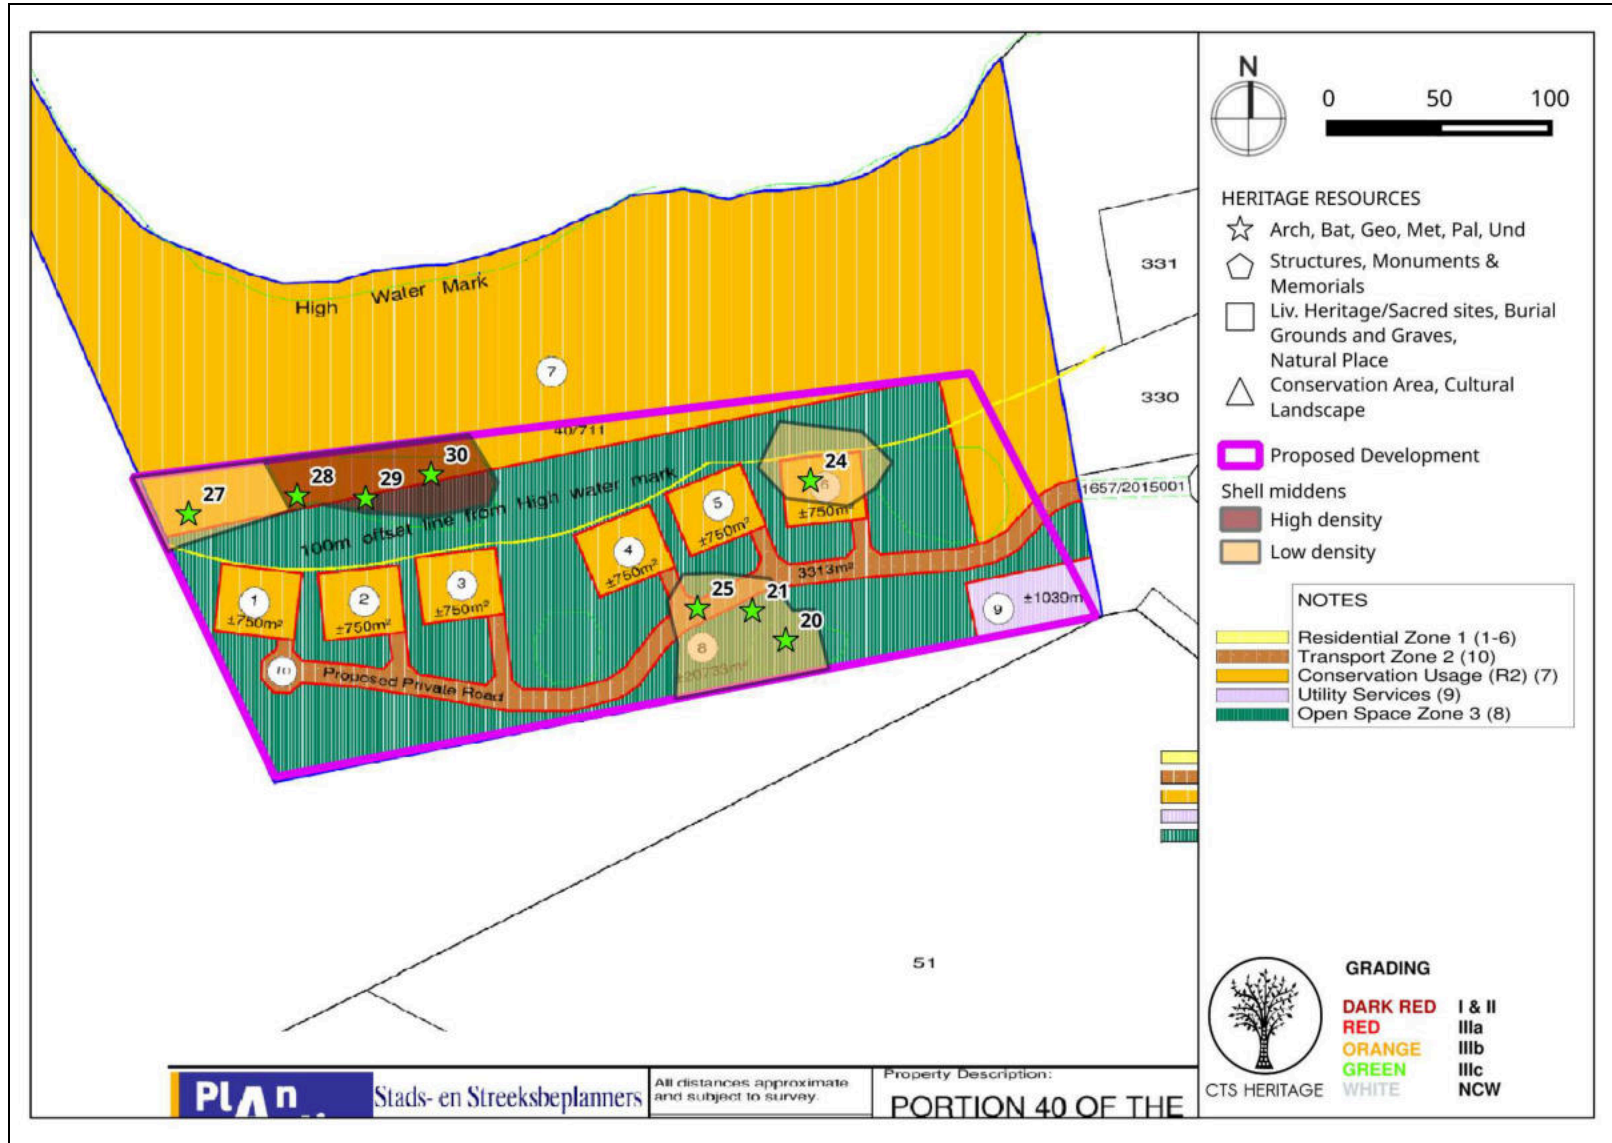 High Water Mark
7
331
330
40/711
1657/2015001
100m offset line from High water mark
27
28
29
30
24
6
±750m²
5
±750m²
4
±750m²
3
±750m²
2
±750m²
1
±750m²
3313m²
25
21
20
8
±20733m²
9
±1030m
10
Proposed Private Road
51
N
0 50 100
HERITAGE RESOURCES
Arch, Bat, Geo, Met, Pal, Und
Structures, Monuments &
Memorials
Liv. Heritage/Sacred sites, Burial
Grounds and Graves,
Natural Place
Conservation Area, Cultural
Landscape
Proposed Development
Shell middens
High density
Low density
NOTES
Residential Zone 1 (1-6)
Transport Zone 2 (10)
Conservation Usage (R2) (7)
Utility Services (9)
Open Space Zone 3 (8)
GRADING
DARK RED I & II
RED IIIa
ORANGE IIIb
GREEN IIIc
WHITE NCW
CTS HERITAGE
PLAn
Stads- en Streeksbeplanners
All distances approximate
and subject to survey.
Property Description:
PORTION 40 OF THE